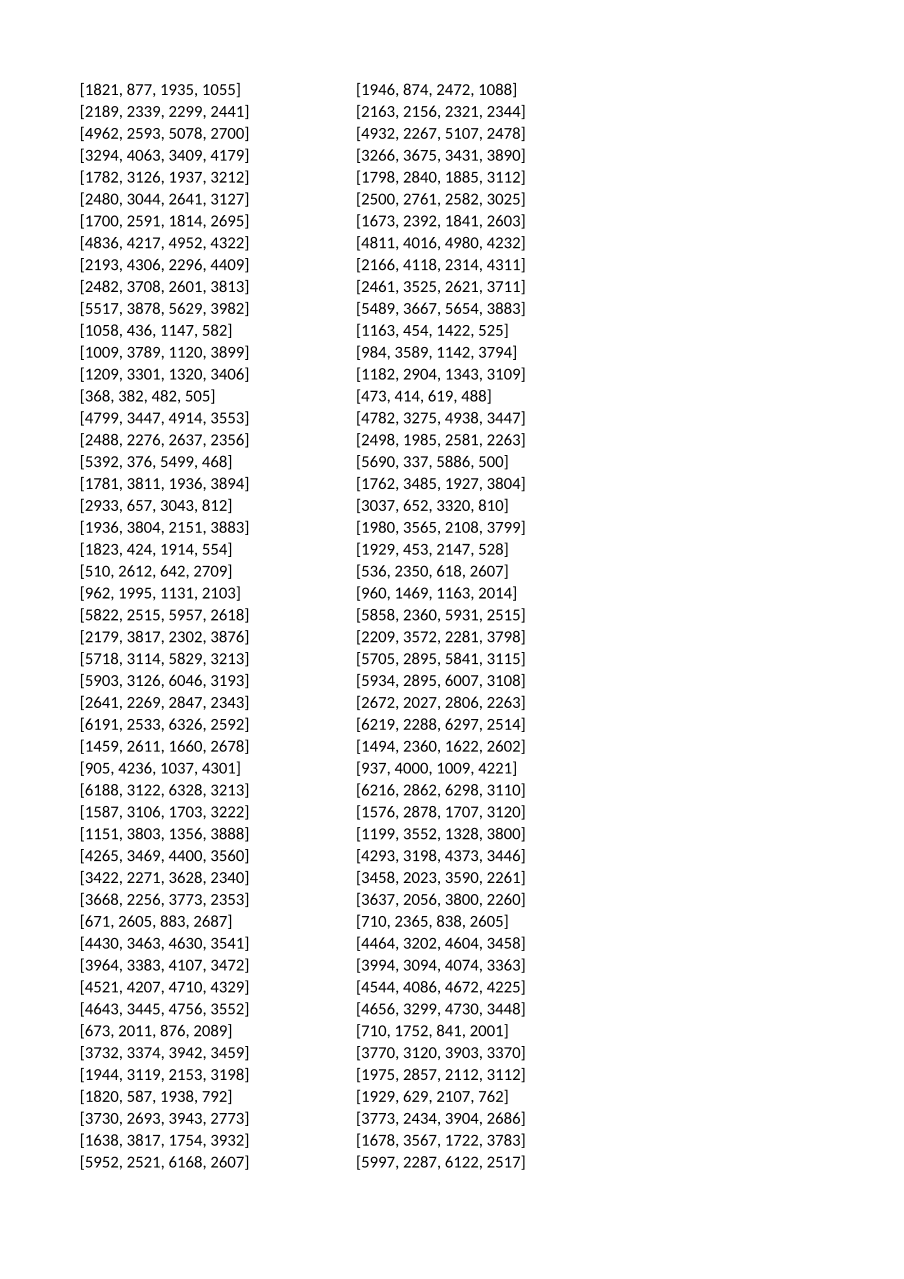 [1821, 877, 1935, 1055] [1946, 874, 2472, 1088]
[2189, 2339, 2299, 2441] [2163, 2156, 2321, 2344]
[4962, 2593, 5078, 2700] [4932, 2267, 5107, 2478]
[3294, 4063, 3409, 4179] [3266, 3675, 3431, 3890]
[1782, 3126, 1937, 3212] [1798, 2840, 1885, 3112]
[2480, 3044, 2641, 3127] [2500, 2761, 2582, 3025]
[1700, 2591, 1814, 2695] [1673, 2392, 1841, 2603]
[4836, 4217, 4952, 4322] [4811, 4016, 4980, 4232]
[2193, 4306, 2296, 4409] [2166, 4118, 2314, 4311]
[2482, 3708, 2601, 3813] [2461, 3525, 2621, 3711]
[5517, 3878, 5629, 3982] [5489, 3667, 5654, 3883]
[1058, 436, 1147, 582] [1163, 454, 1422, 525]
[1009, 3789, 1120, 3899] [984, 3589, 1142, 3794]
[1209, 3301, 1320, 3406] [1182, 2904, 1343, 3109]
[368, 382, 482, 505] [473, 414, 619, 488]
[4799, 3447, 4914, 3553] [4782, 3275, 4938, 3447]
[2488, 2276, 2637, 2356] [2498, 1985, 2581, 2263]
[5392, 376, 5499, 468] [5690, 337, 5886, 500]
[1781, 3811, 1936, 3894] [1762, 3485, 1927, 3804]
[2933, 657, 3043, 812] [3037, 652, 3320, 810]
[1936, 3804, 2151, 3883] [1980, 3565, 2108, 3799]
[1823, 424, 1914, 554] [1929, 453, 2147, 528]
[510, 2612, 642, 2709] [536, 2350, 618, 2607]
[962, 1995, 1131, 2103] [960, 1469, 1163, 2014]
[5822, 2515, 5957, 2618] [5858, 2360, 5931, 2515]
[2179, 3817, 2302, 3876] [2209, 3572, 2281, 3798]
[5718, 3114, 5829, 3213] [5705, 2895, 5841, 3115]
[5903, 3126, 6046, 3193] [5934, 2895, 6007, 3108]
[2641, 2269, 2847, 2343] [2672, 2027, 2806, 2263]
[6191, 2533, 6326, 2592] [6219, 2288, 6297, 2514]
[1459, 2611, 1660, 2678] [1494, 2360, 1622, 2602]
[905, 4236, 1037, 4301] [937, 4000, 1009, 4221]
[6188, 3122, 6328, 3213] [6216, 2862, 6298, 3110]
[1587, 3106, 1703, 3222] [1576, 2878, 1707, 3120]
[1151, 3803, 1356, 3888] [1199, 3552, 1328, 3800]
[4265, 3469, 4400, 3560] [4293, 3198, 4373, 3446]
[3422, 2271, 3628, 2340] [3458, 2023, 3590, 2261]
[3668, 2256, 3773, 2353] [3637, 2056, 3800, 2260]
[671, 2605, 883, 2687] [710, 2365, 838, 2605]
[4430, 3463, 4630, 3541] [4464, 3202, 4604, 3458]
[3964, 3383, 4107, 3472] [3994, 3094, 4074, 3363]
[4521, 4207, 4710, 4329] [4544, 4086, 4672, 4225]
[4643, 3445, 4756, 3552] [4656, 3299, 4730, 3448]
[673, 2011, 876, 2089] [710, 1752, 841, 2001]
[3732, 3374, 3942, 3459] [3770, 3120, 3903, 3370]
[1944, 3119, 2153, 3198] [1975, 2857, 2112, 3112]
[1820, 587, 1938, 792] [1929, 629, 2107, 762]
[3730, 2693, 3943, 2773] [3773, 2434, 3904, 2686]
[1638, 3817, 1754, 3932] [1678, 3567, 1722, 3783]
[5952, 2521, 6168, 2607] [5997, 2287, 6122, 2517]